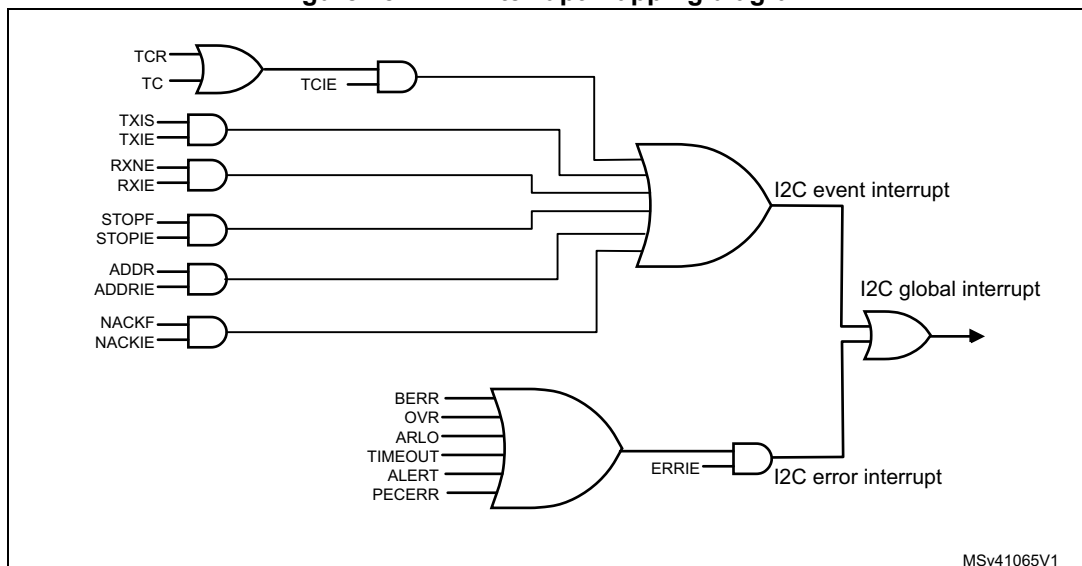 TCR
TC
TCIE
TXIS
TXIE
RXNE
RXIE
STOPF
STOPIE
ADDR
ADDRIE
NACKF
NACKIE
I2C event interrupt
I2C global interrupt
BERR
OVR
ARLO
TIMEOUT
ALERT
PECERR
ERRIE
I2C error interrupt
MSv41065V1